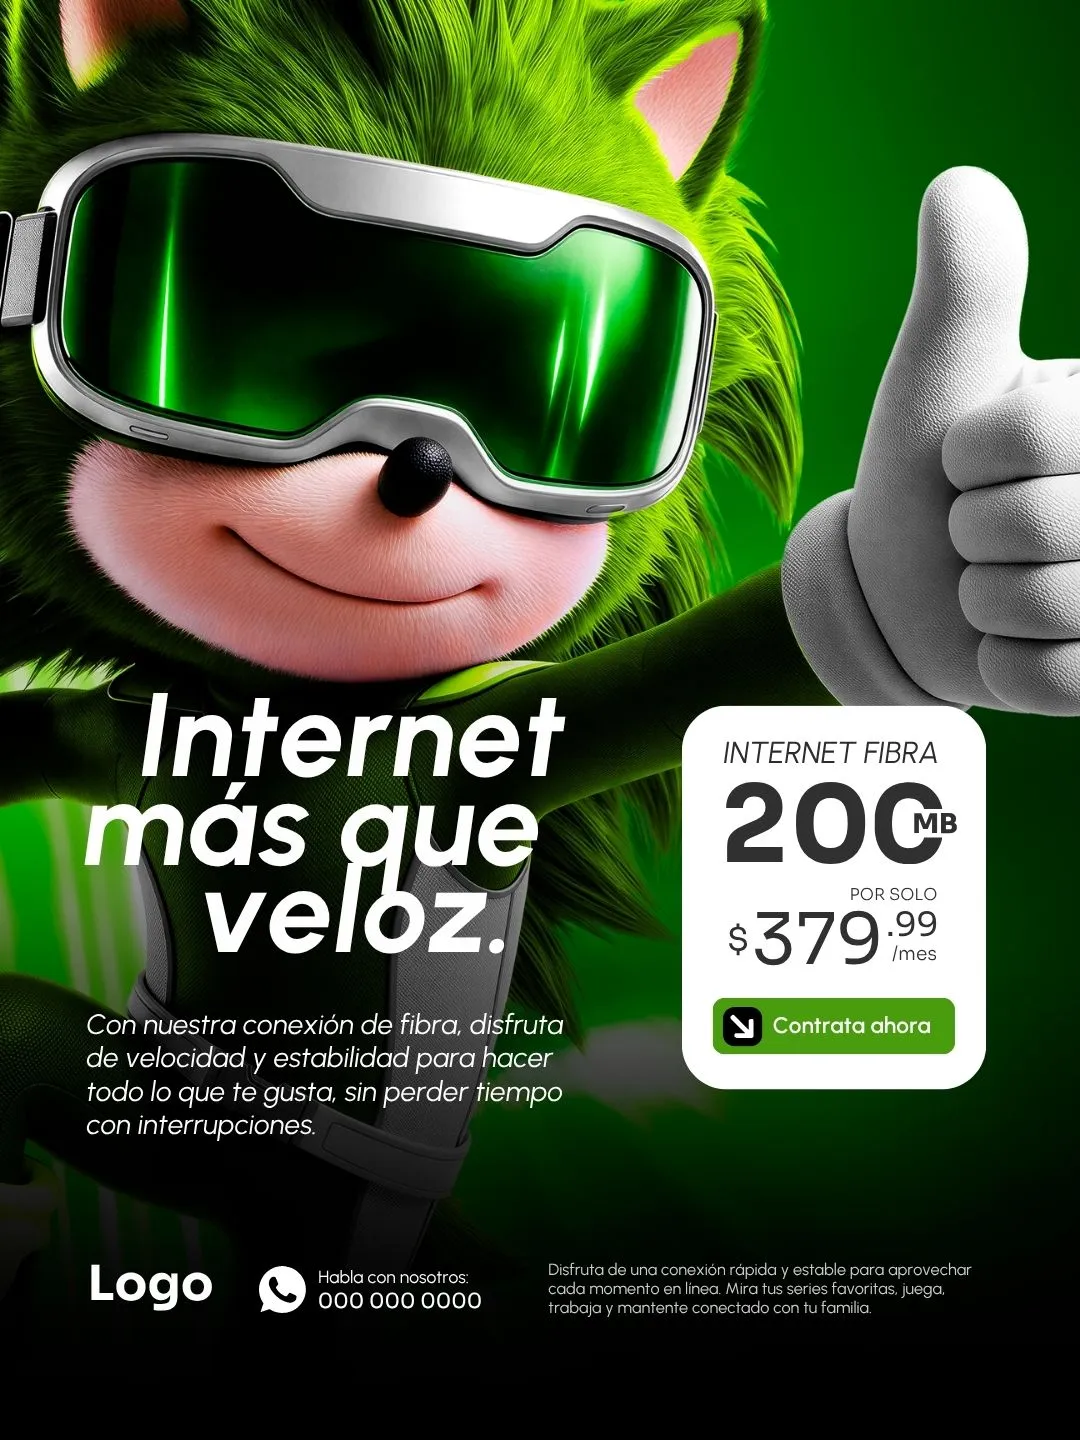 Internet
más que
veloz.
Con nuestra conexión de fibra, disfruta
de velocidad y estabilidad para hacer
todo lo que te gusta, sin perder tiempo
con interrupciones.
INTERNET FIBRA
200 MB
POR SOLO
$379.99
/mes
Contrata ahora
Logo
Habla con nosotros:
000 000 0000
Disfruta de una conexión rápida y estable para aprovechar
cada momento en línea. Mira tus series favoritas, juega,
trabaja y mantente conectado con tu familia.